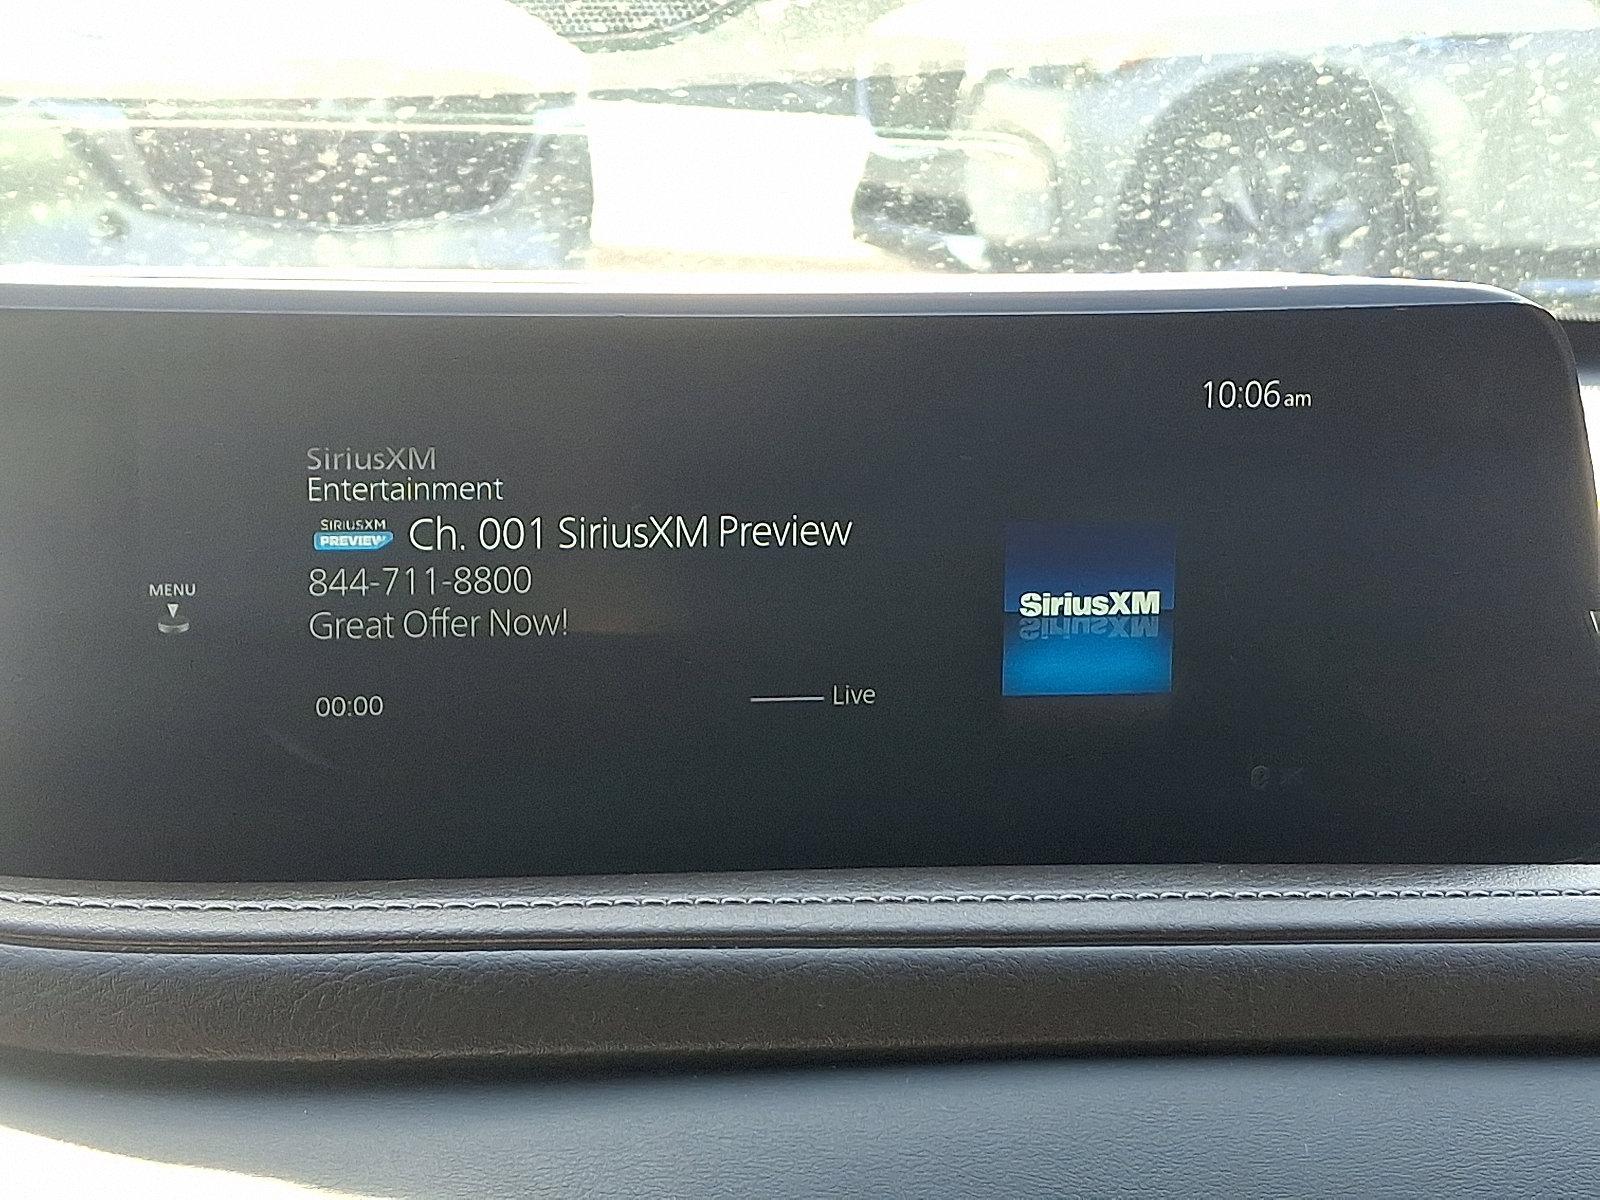 10:06am
SiriusXM
Entertainment
SIRIUSXM
PREVIEW
Ch. 001 SiriusXM Preview
844-711-8800
Great Offer Now!
MENU
SiriusXM
00:00
Live